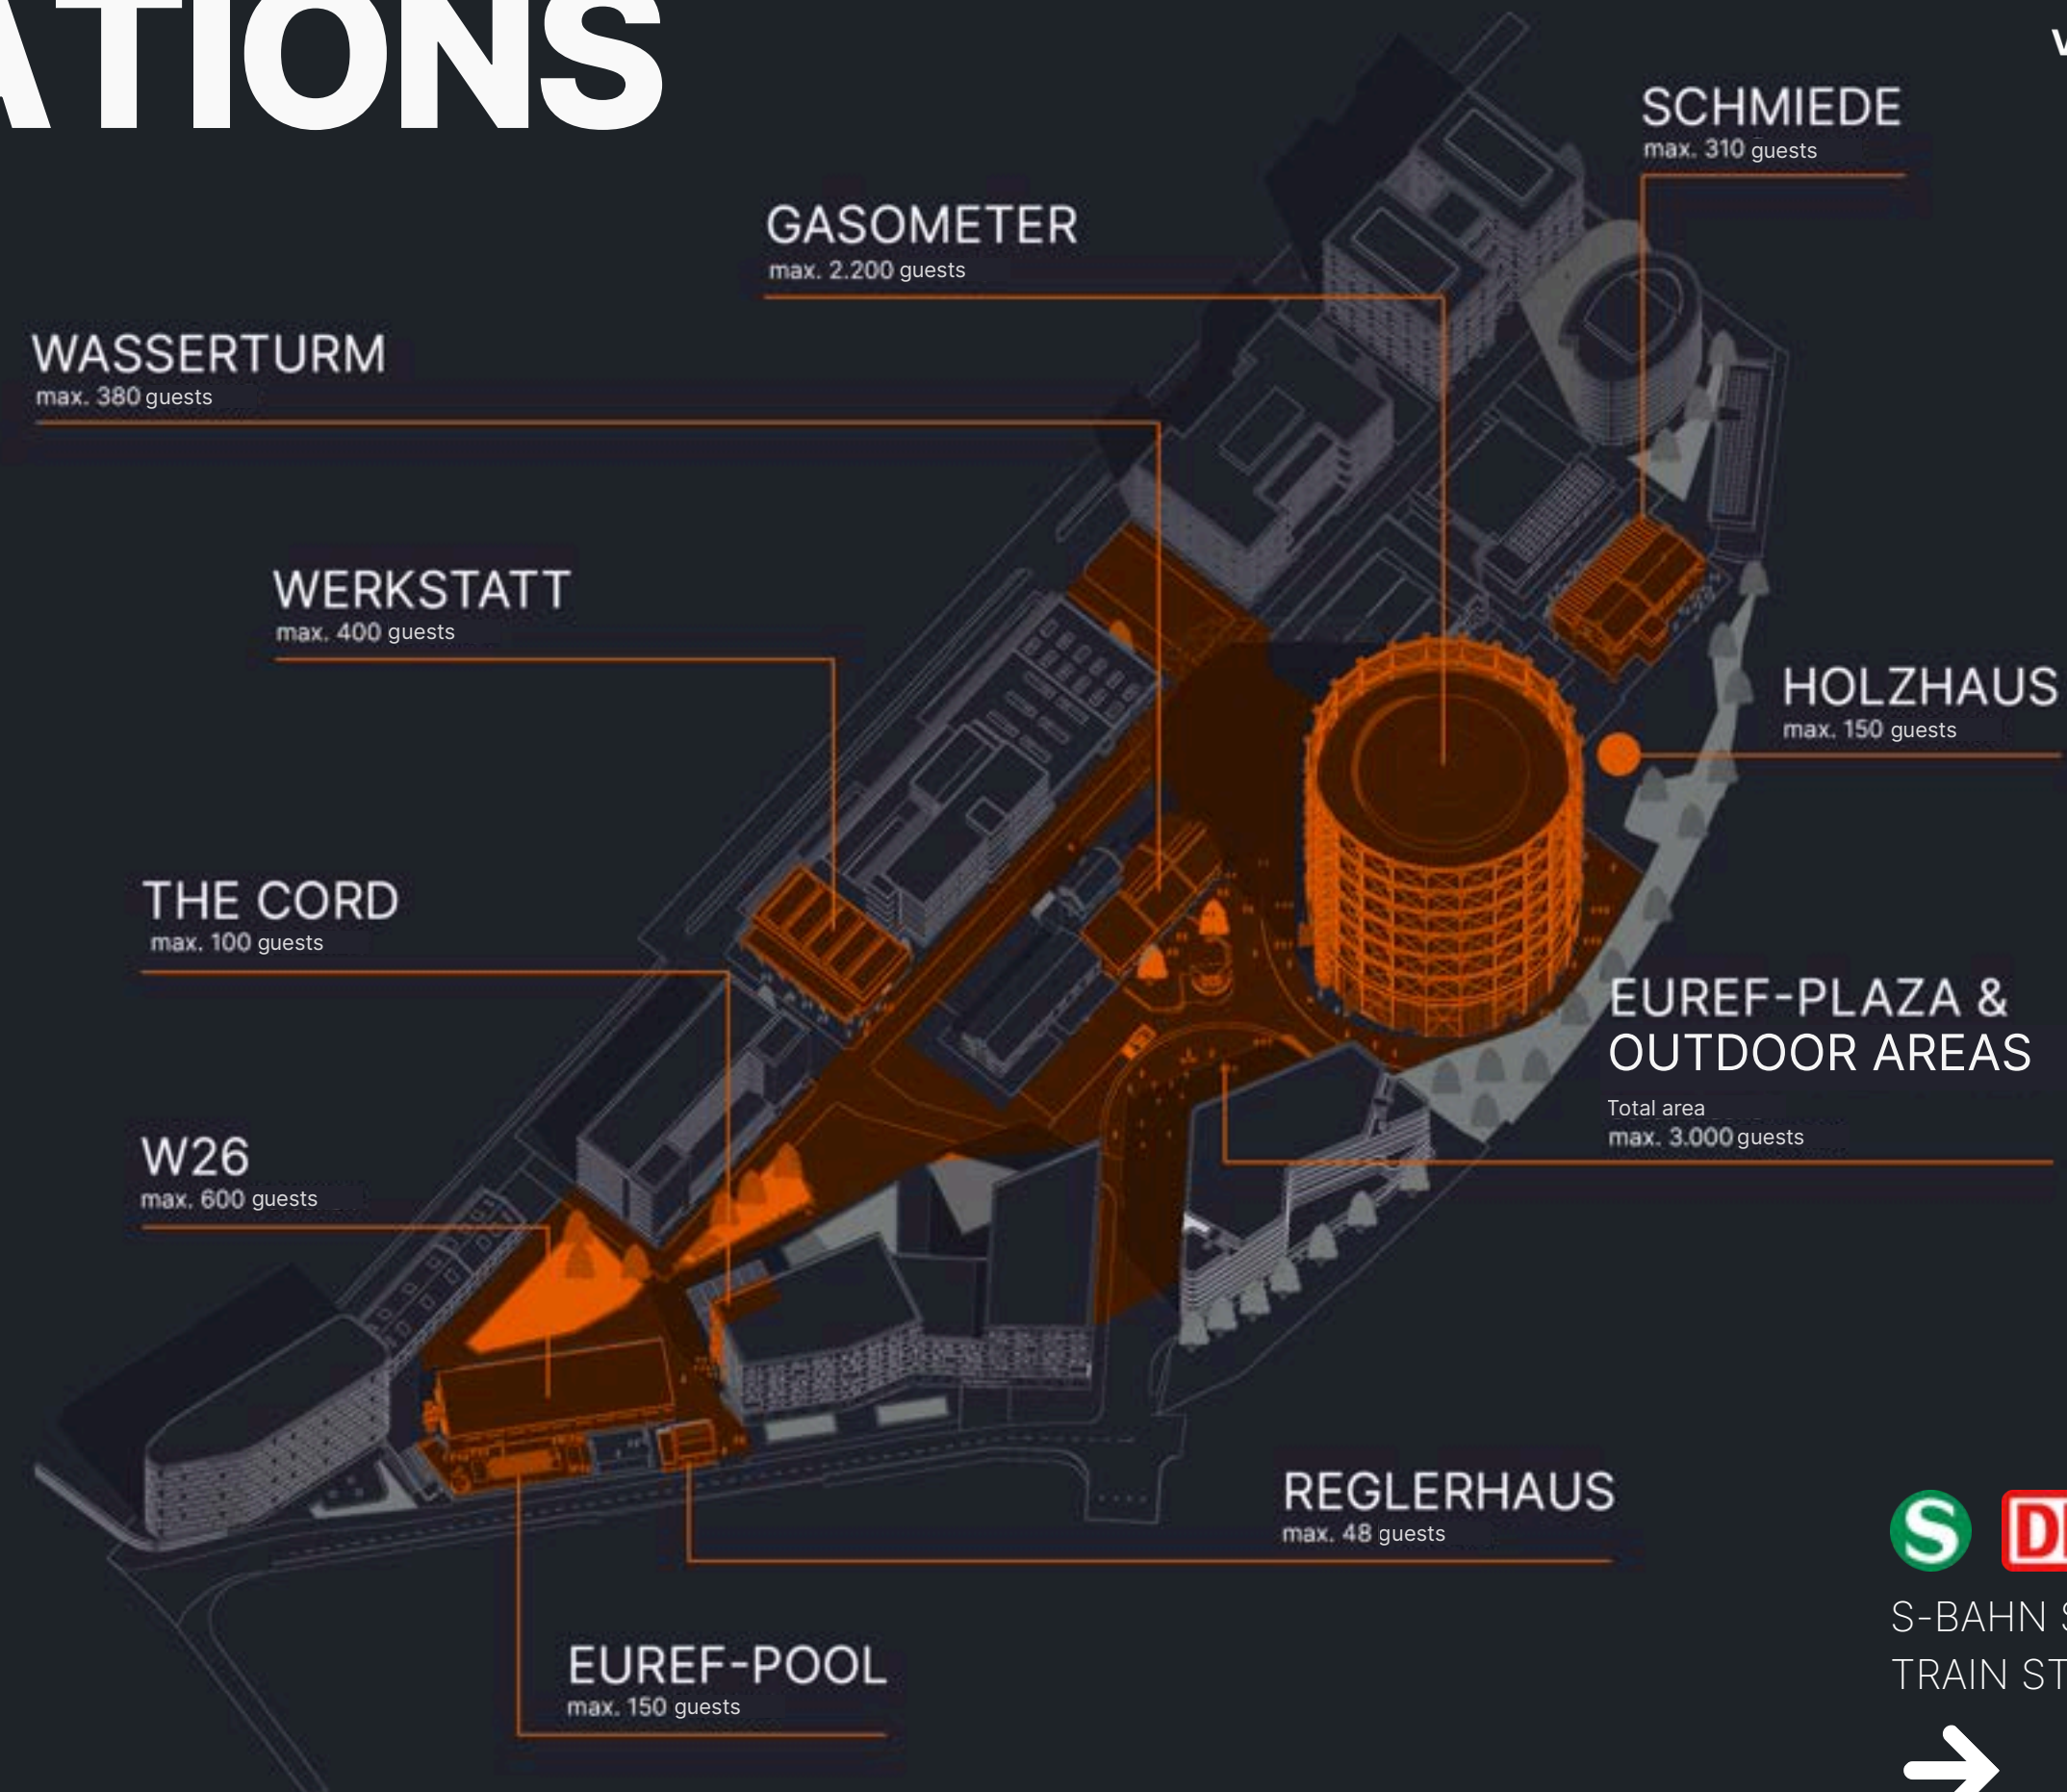 ATIONS
SCHMIEDE
max. 310 guests
GASOMETER
max. 2.200 guests
WASSERTURM
max. 380 guests
WERKSTATT
max. 400 guests
HOLZHAUS
max. 150 guests
THE CORD
max. 100 guests
EUREF-PLAZA &
OUTDOOR AREAS
Total area
max. 3.000 guests
W26
max. 600 guests
REGLERHAUS
max. 48 guests
S
S-BAHN
TRAIN
EUREF-POOL
max. 150 guests